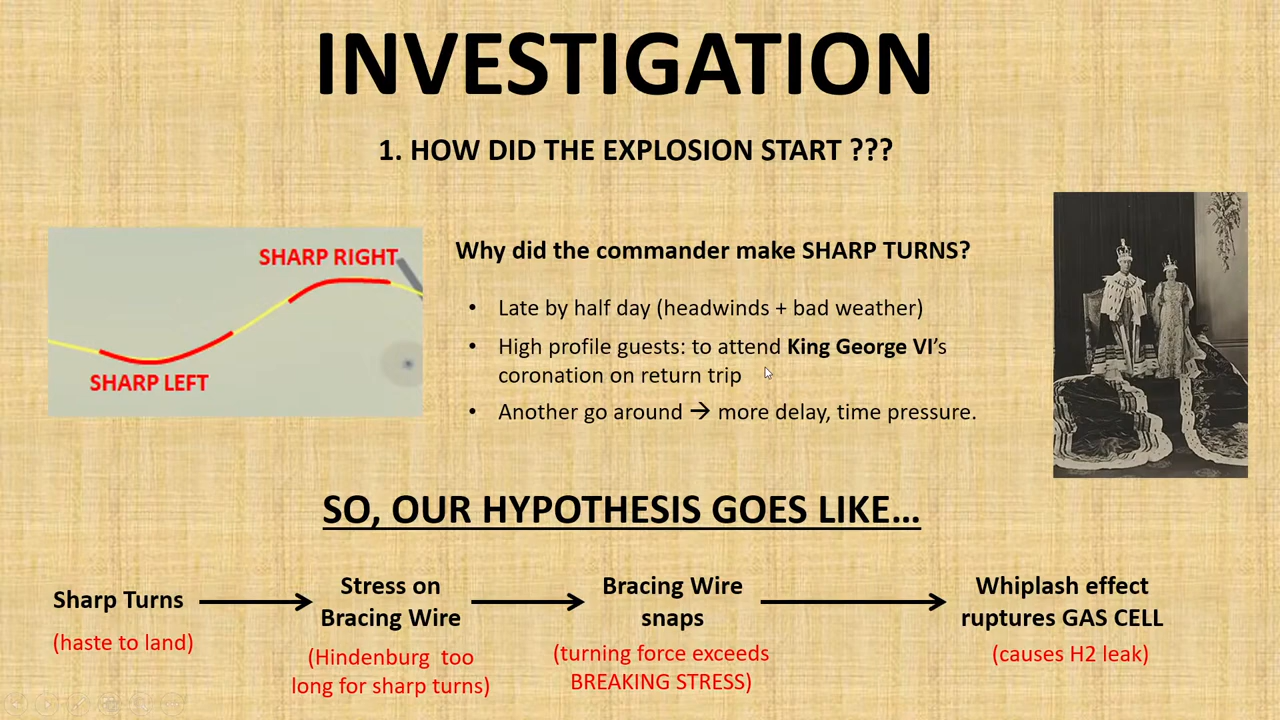 INVESTIGATION
1. HOW DID THE EXPLOSION START ???
SHARP RIGHT
SHARP LEFT
Why did the commander make SHARP TURNS?
• Late by half day (headwinds + bad weather)
• High profile guests: to attend King George VI's
coronation on return trip
• Another go around → more delay, time pressure.
SO, OUR HYPOTHESIS GOES LIKE...
Sharp Turns
(haste to land)
Stress on
Bracing Wire
(Hindenburg too
long for sharp turns)
Bracing Wire
snaps
(turning force exceeds
BREAKING STRESS)
Whiplash effect
ruptures GAS CELL
(causes H2 leak)